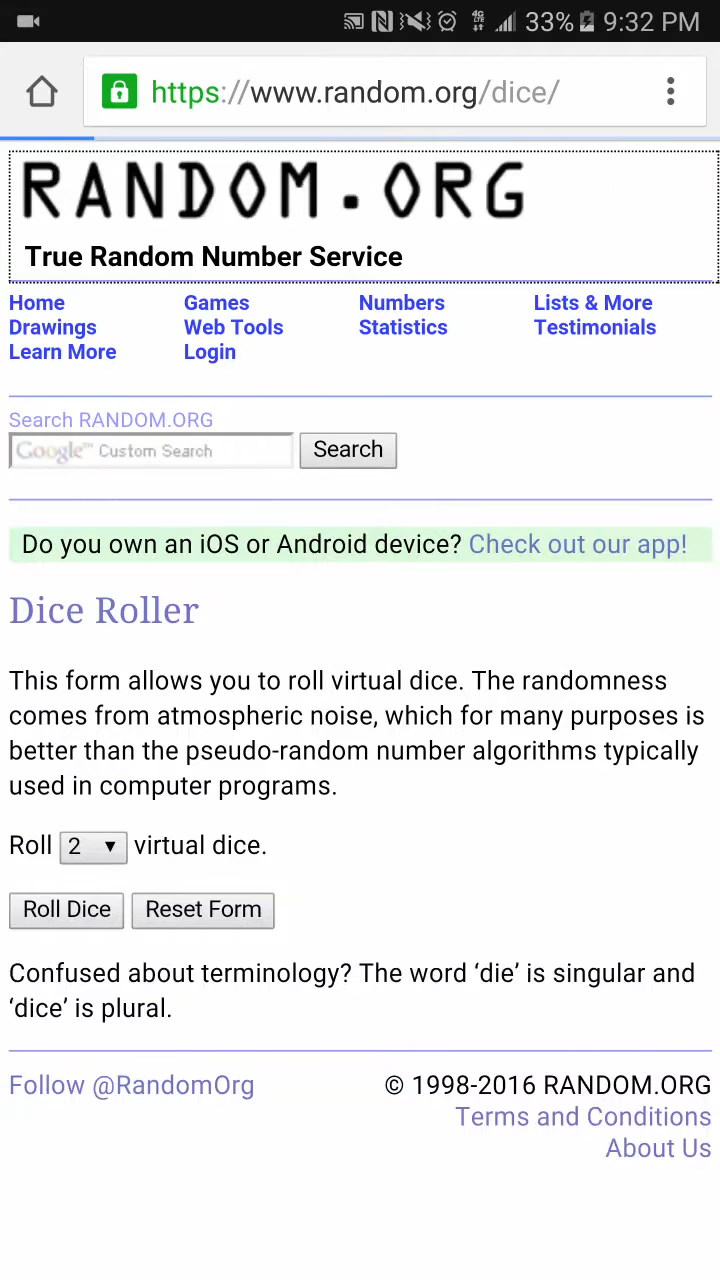 4G LTE 33% 9:32 PM
https://www.random.org/dice/
RANDOM.ORG
True Random Number Service
Home Games Numbers Lists & More
Drawings Web Tools Statistics Testimonials
Learn More Login
Search RANDOM.ORG
Google™ Custom Search Search
Do you own an iOS or Android device? Check out our app!
Dice Roller
This form allows you to roll virtual dice. The randomness
comes from atmospheric noise, which for many purposes is
better than the pseudo-random number algorithms typically
used in computer programs.
Roll 2 virtual dice.
Roll Dice Reset Form
Confused about terminology? The word ‘die’ is singular and
‘dice’ is plural.
Follow @RandomOrg © 1998-2016 RANDOM.ORG
Terms and Conditions
About Us